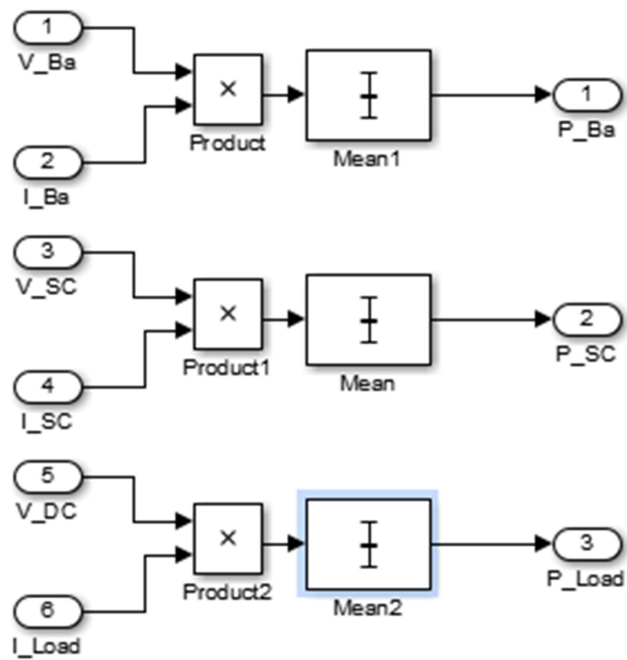 1
V_Ba
×
Product
Mean1
1
P_Ba
2
I_Ba
3
V_SC
×
Product1
Mean
2
P_SC
4
I_SC
5
V_DC
×
Product2
Mean2
3
P_Load
6
I_Load